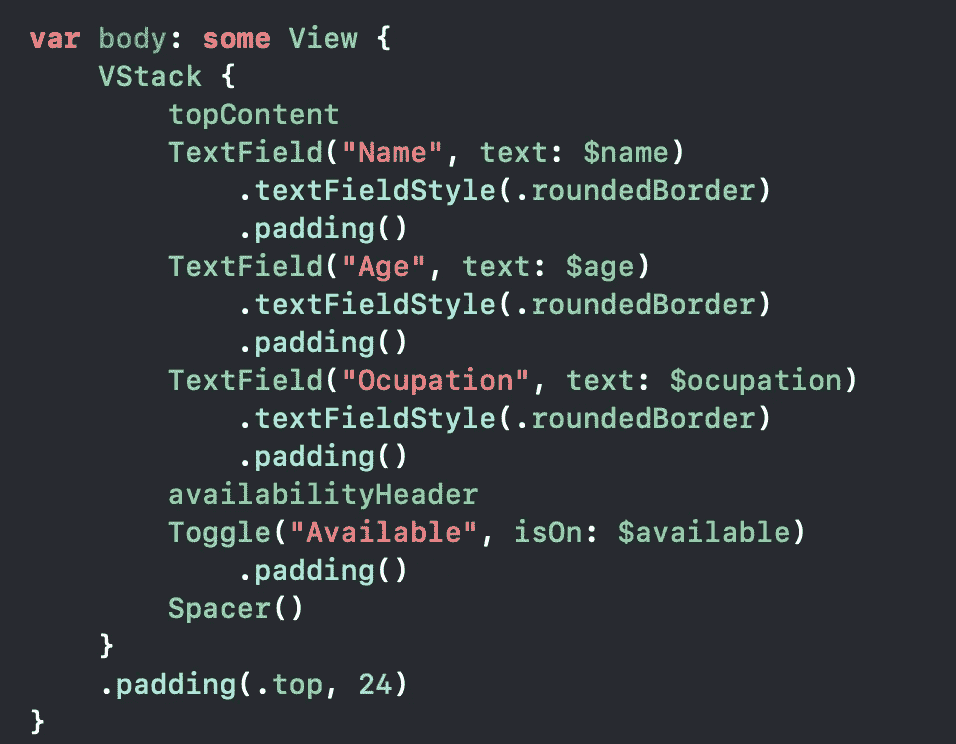 var body: some View {
    VStack {
        topContent
        TextField("Name", text: $name)
            .textFieldStyle(.roundedBorder)
            .padding()
        TextField("Age", text: $age)
            .textFieldStyle(.roundedBorder)
            .padding()
        TextField("Ocupation", text: $ocupation)
            .textFieldStyle(.roundedBorder)
            .padding()
        availabilityHeader
        Toggle("Available", isOn: $available)
            .padding()
        Spacer()
    }
    .padding(.top, 24)
}